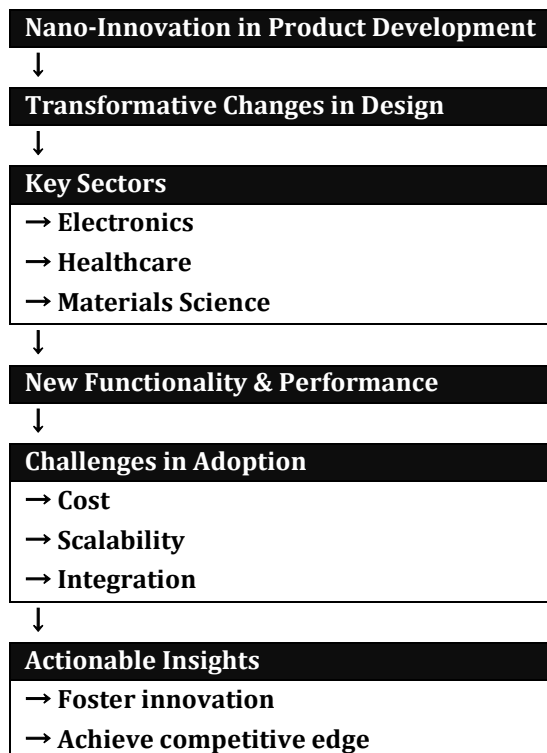 Nano-Innovation in Product Development
↓
Transformative Changes in Design
↓
Key Sectors
→ Electronics
→ Healthcare
→ Materials Science
↓
New Functionality & Performance
↓
Challenges in Adoption
→ Cost
→ Scalability
→ Integration
↓
Actionable Insights
→ Foster innovation
→ Achieve competitive edge